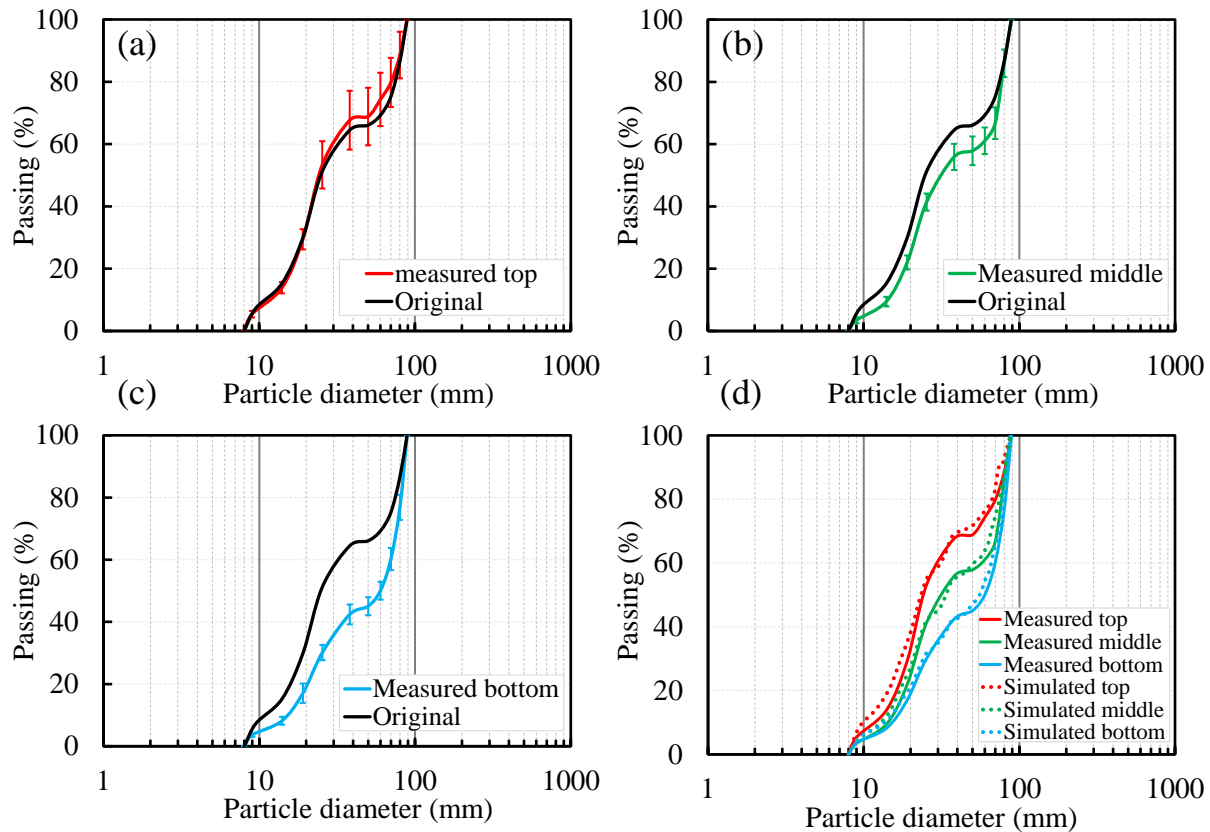 (a)
100
80
60
40
20
0
Passing (%)
measured top
Original
1 10 100 1000
Particle diameter (mm)
(b)
100
80
60
40
20
0
Passing (%)
Measured middle
Original
1 10 100 1000
Particle diameter (mm)
(c)
100
80
60
40
20
0
Passing (%)
Measured bottom
Original
1 10 100 1000
Particle diameter (mm)
(d)
100
80
60
40
20
0
Passing (%)
Measured top
Measured middle
Measured bottom
Simulated top
Simulated middle
Simulated bottom
1 10 100 1000
Particle diameter (mm)